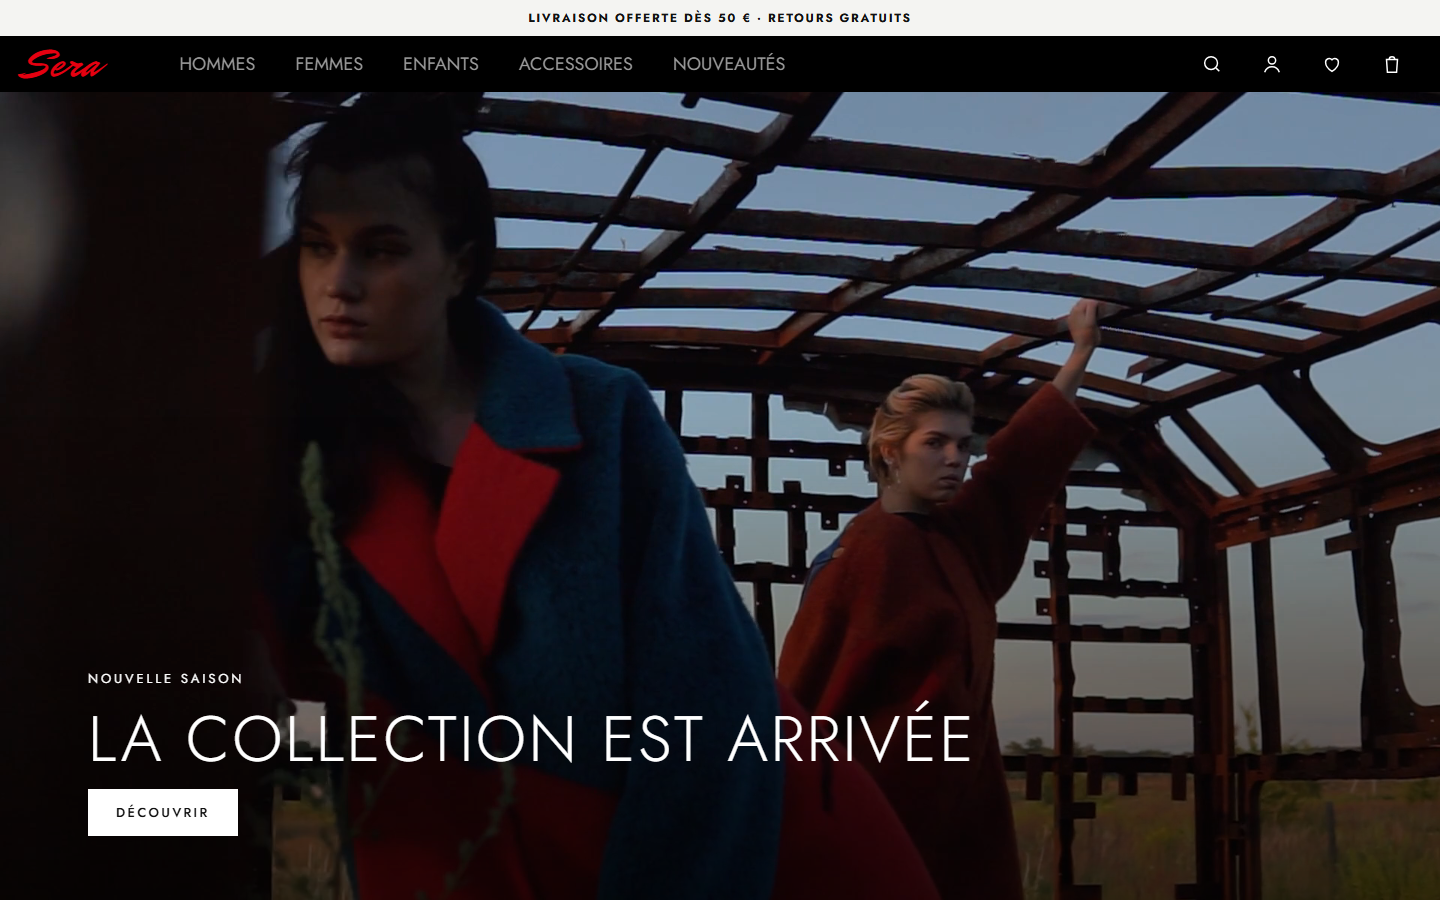 LIVRAISON OFFERTE DÈS 50 € · RETOURS GRATUITS
Sera
HOMMES FEMMES ENFANTS ACCESSOIRES NOUVEAUTÉS
NOUVELLE SAISON
LA COLLECTION EST ARRIVÉE
DÉCOUVRIR